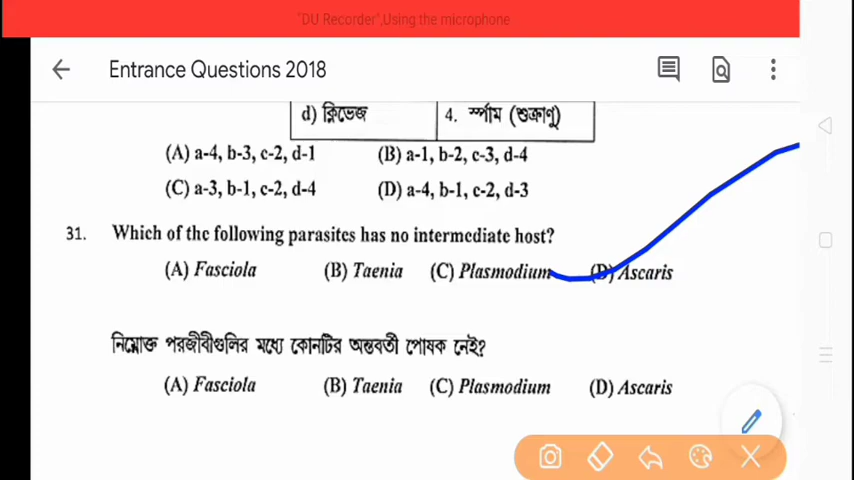 "DU Recorder",Using the microphone
Entrance Questions 2018
d) ক্লিভেজ
4. স্পার্ম (শুক্রাণু)
(A) a-4, b-3, c-2, d-1 (B) a-1, b-2, c-3, d-4
(C) a-3, b-1, c-2, d-4 (D) a-4, b-1, c-2, d-3
31. Which of the following parasites has no intermediate host?
(A) Fasciola (B) Taenia (C) Plasmodium (D) Ascaris
নিম্নোক্ত পরজীবীগুলির মধ্যে কোনটির অন্তবর্তী পোষক নেই?
(A) Fasciola (B) Taenia (C) Plasmodium (D) Ascaris